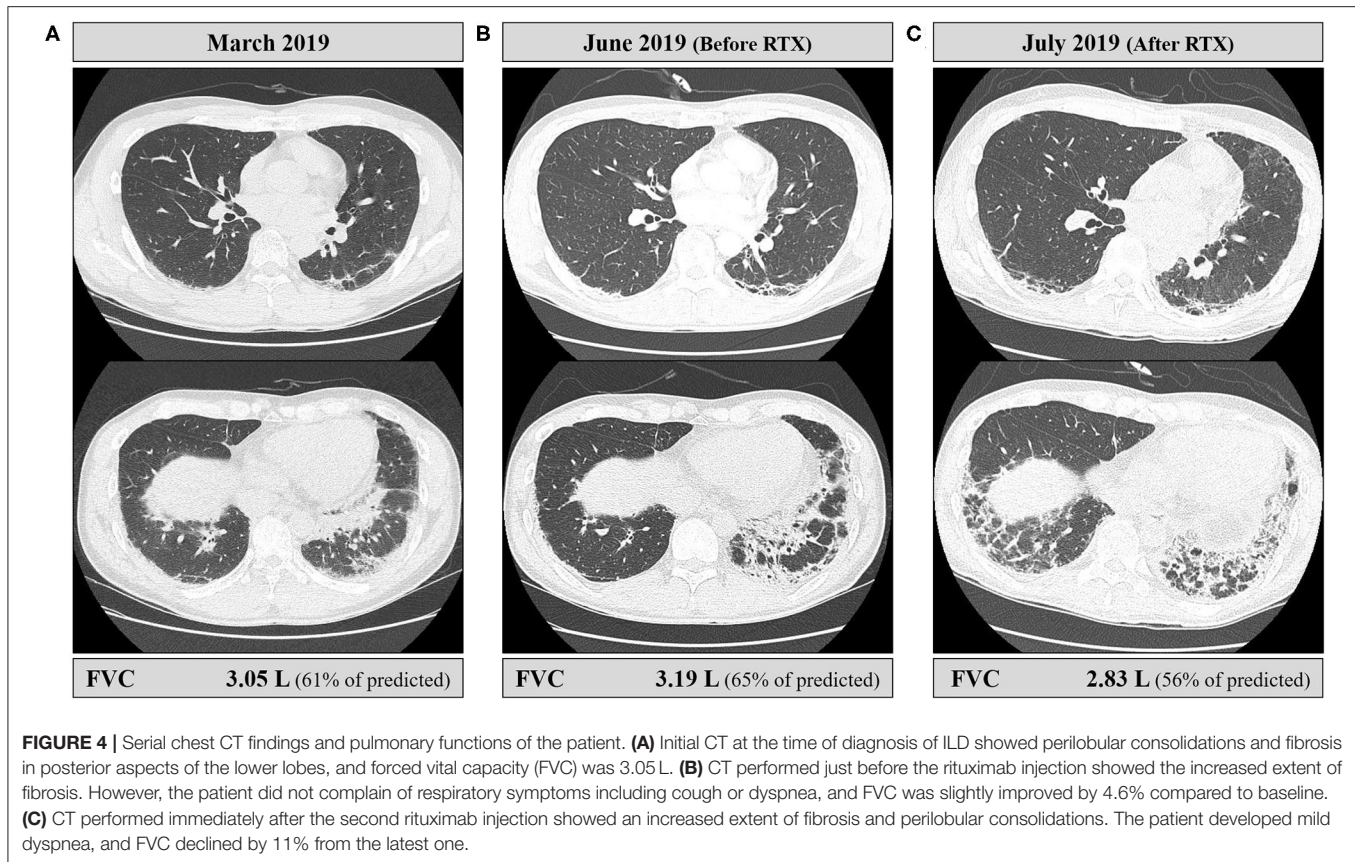 A
March 2019
B
June 2019 (Before RTX)
C
July 2019 (After RTX)
FVC 3.05 L (61% of predicted)
FVC 3.19 L (65% of predicted)
FVC 2.83 L (56% of predicted)
FIGURE 4 | Serial chest CT findings and pulmonary functions of the patient. (A) Initial CT at the time of diagnosis of ILD showed perilobular consolidations and fibrosis
in posterior aspects of the lower lobes, and forced vital capacity (FVC) was 3.05 L. (B) CT performed just before the rituximab injection showed the increased extent of
fibrosis. However, the patient did not complain of respiratory symptoms including cough or dyspnea, and FVC was slightly improved by 4.6% compared to baseline.
(C) CT performed immediately after the second rituximab injection showed an increased extent of fibrosis and perilobular consolidations. The patient developed mild
dyspnea, and FVC declined by 11% from the latest one.